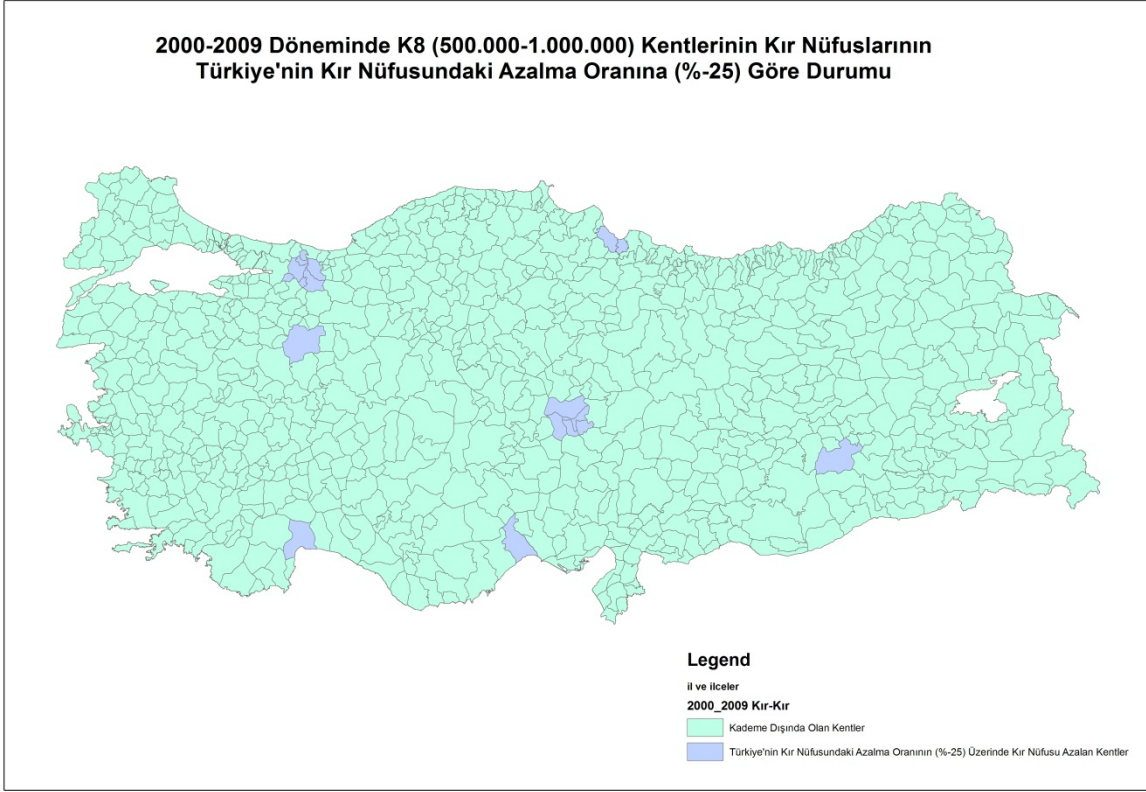 2000-2009 Döneminde K8 (500.000-1.000.000) Kentlerinin Kır Nüfuslarının
Türkiye'nin Kır Nüfusundaki Azalma Oranına (%-25) Göre Durumu
Legend
il ve ilceler
2000_2009 Kır-Kır
Kademe Dışında Olan Kentler
Türkiye'nin Kır Nüfusundaki Azalma Oranının (%-25) Üzerinde Kır Nüfusu Azalan Kentler